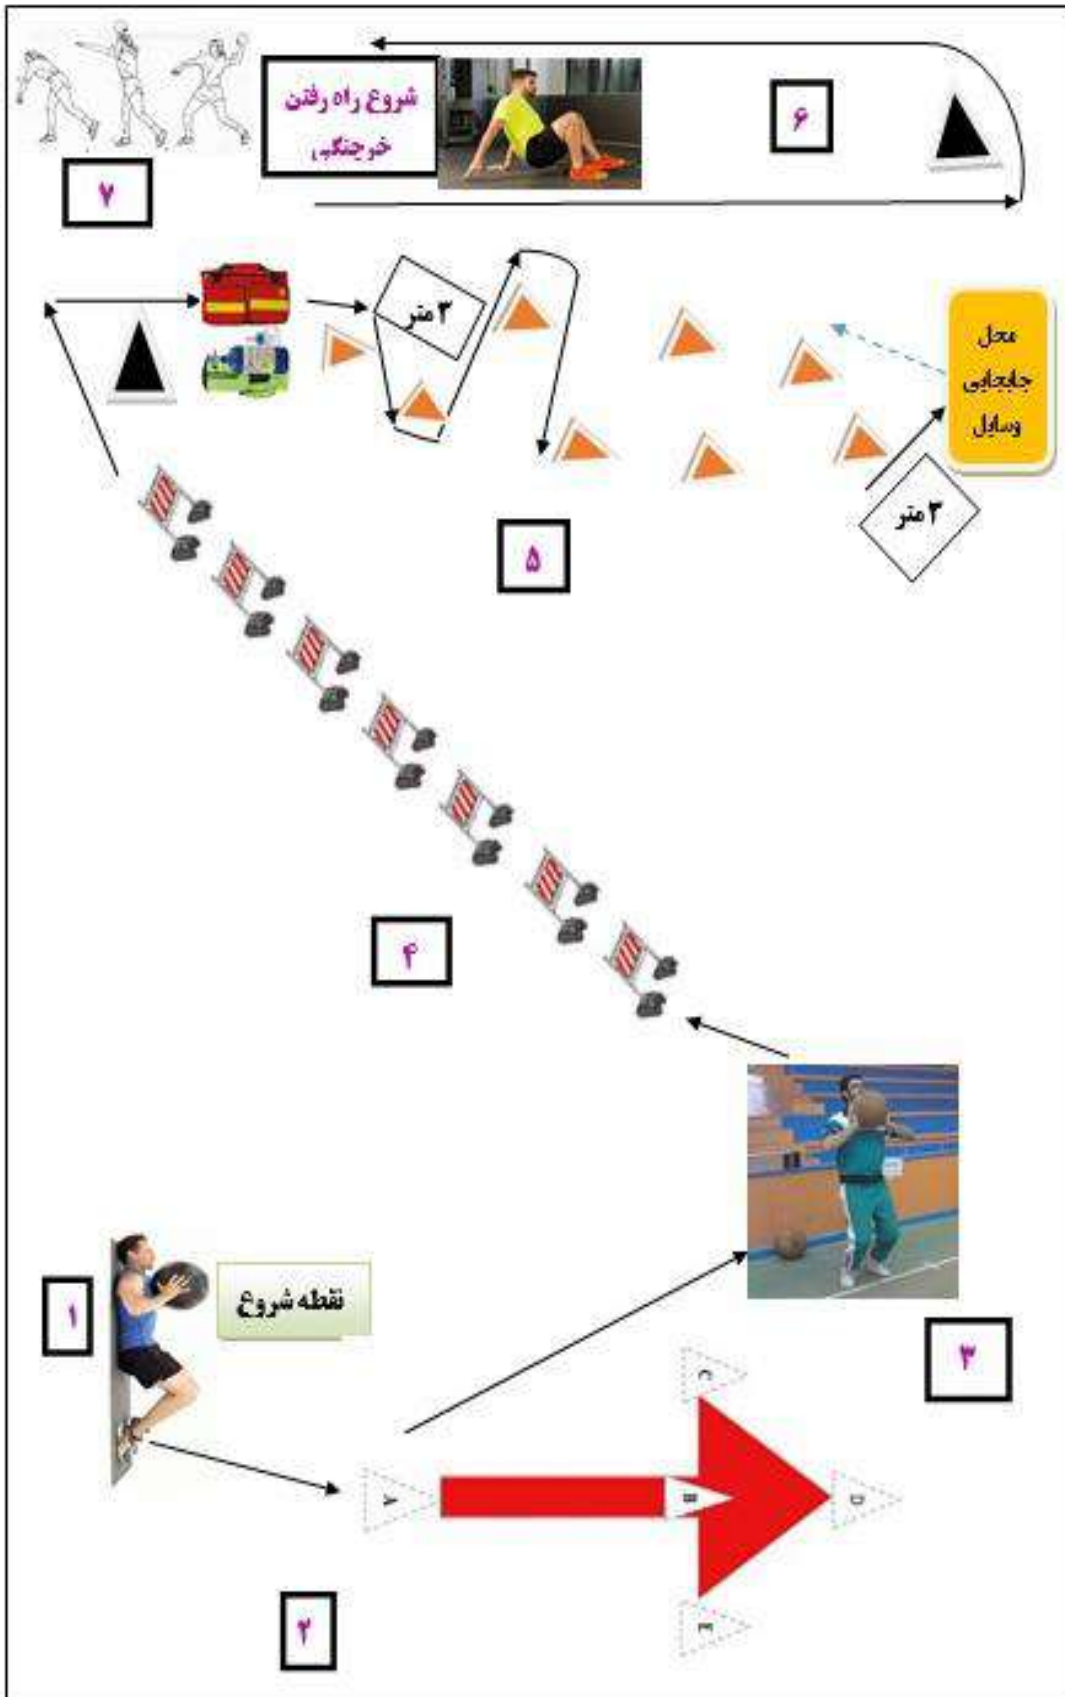 شروع راه رفتن
خرچنگی
۶
۷
۳ متر
محل
جابجایی
وسایل
۳ متر
۵
۴
۱
نقطه شروع
۳
C
A
B
D
E
۲